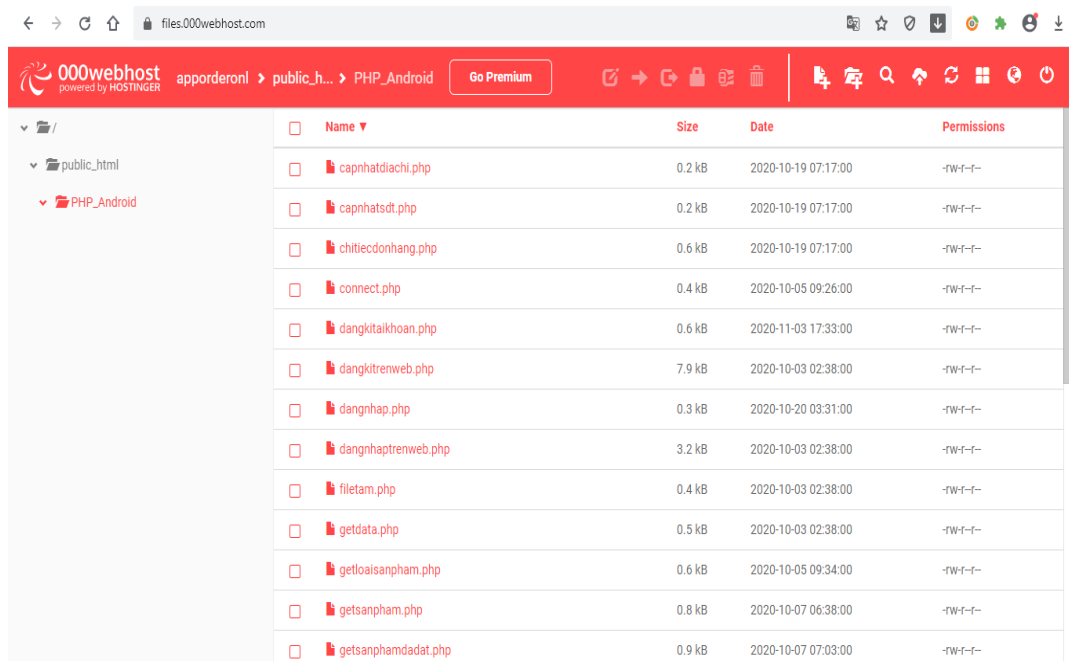 files.000webhost.com
000webhost
powered by HOSTINGER
apporderonl > public_h... > PHP_Android
Go Premium
/
public_html
PHP_Android
Name ▼ Size Date Permissions
capnhatdiachi.php 0.2 kB 2020-10-19 07:17:00 -rw-r--r--
capnhatsdt.php 0.2 kB 2020-10-19 07:17:00 -rw-r--r--
chitiecdonhang.php 0.6 kB 2020-10-19 07:17:00 -rw-r--r--
connect.php 0.4 kB 2020-10-05 09:26:00 -rw-r--r--
dangkitaikhoan.php 0.6 kB 2020-11-03 17:33:00 -rw-r--r--
dangkitrenweb.php 7.9 kB 2020-10-03 02:38:00 -rw-r--r--
dangnhap.php 0.3 kB 2020-10-20 03:31:00 -rw-r--r--
dangnhaptrenweb.php 3.2 kB 2020-10-03 02:38:00 -rw-r--r--
filetam.php 0.4 kB 2020-10-03 02:38:00 -rw-r--r--
getdata.php 0.5 kB 2020-10-03 02:38:00 -rw-r--r--
getloaisanpham.php 0.6 kB 2020-10-05 09:34:00 -rw-r--r--
getsanpham.php 0.8 kB 2020-10-07 06:38:00 -rw-r--r--
getsanphamdadat.php 0.9 kB 2020-10-07 07:03:00 -rw-r--r--